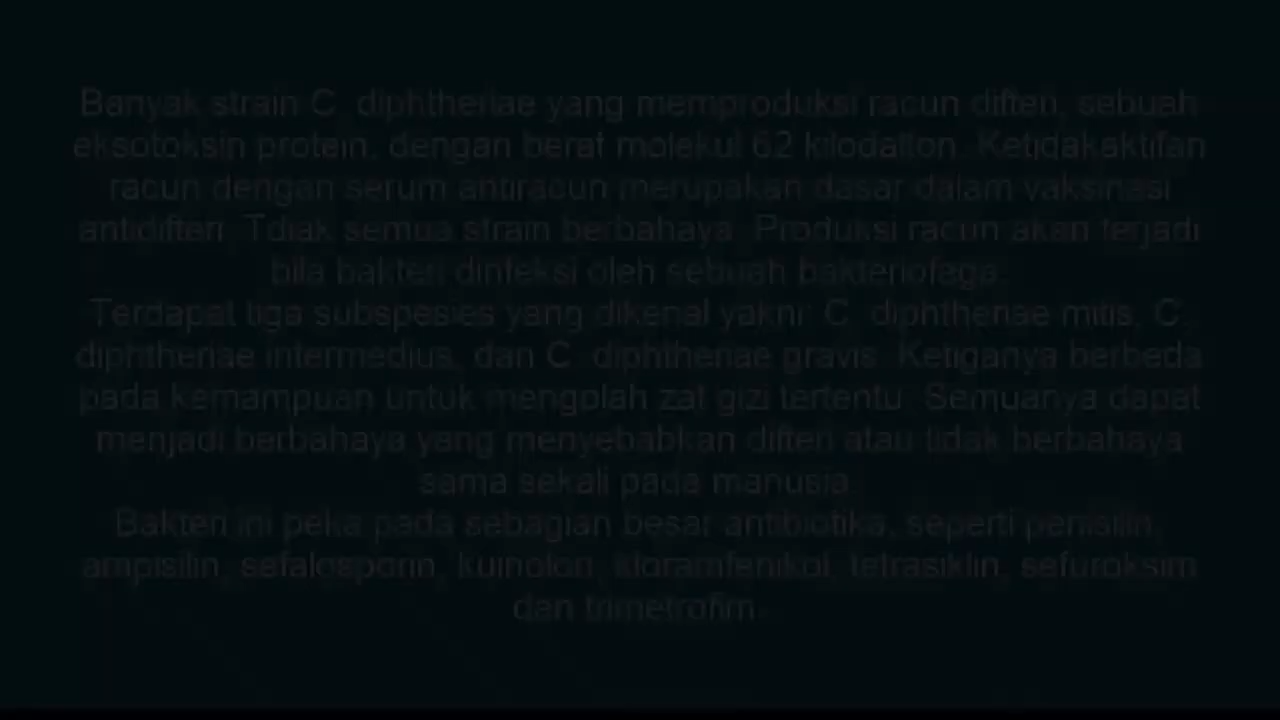 Banyak strain C. diphtheriae yang memproduksi racun difteri, sebuah
eksotoksin protein, dengan berat molekul 62 kilodalton. Ketidakaktifan
racun dengan serum antiracun merupakan dasar dalam vaksinasi
antidifteri. Tdiak semua strain berbahaya. Produksi racun akan terjadi
bila bakteri dinfeksi oleh sebuah bakteriofaga.
Terdapat tiga subspesies yang dikenal yakni: C. diphtheriae mitis, C.
diphtheriae intermedius, dan C. diphtheriae gravis. Ketiganya berbeda
pada kemampuan untuk mengolah zat gizi tertentu. Semuanya dapat
menjadi berbahaya yang menyebabkan difteri atau tidak berbahaya
sama sekali pada manusia.
Bakteri ini peka pada sebagian besar antibiotika, seperti penisilin,
ampisilin, sefalosporin, kuinolon, kloramfenikol, tetrasiklin, sefuroksim
dan trimetrofim.